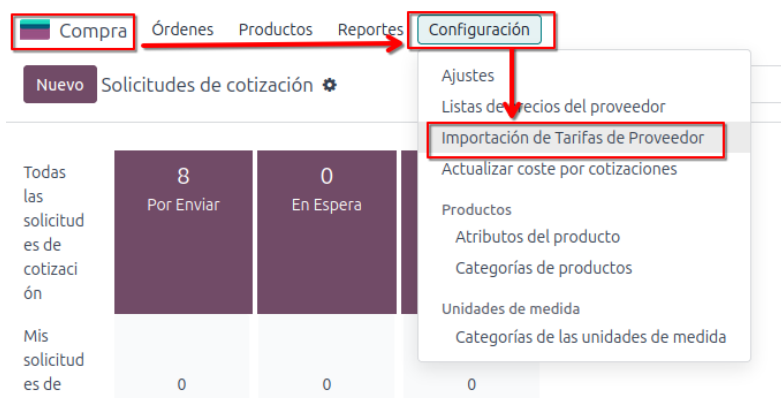 Compra Órdenes Productos Reportes Configuración
Nuevo Solicitudes de cotización
Ajustes
Listas de precios del proveedor
Importación de Tarifas de Proveedor
Actualizar coste por cotizaciones
Productos
Atributos del producto
Categorías de productos
Unidades de medida
Categorías de las unidades de medida
Todas
las
solicitud
es de
cotizaci
ón
8
Por Enviar
0
En Espera
Mis
solicitud
es de
0 0 0